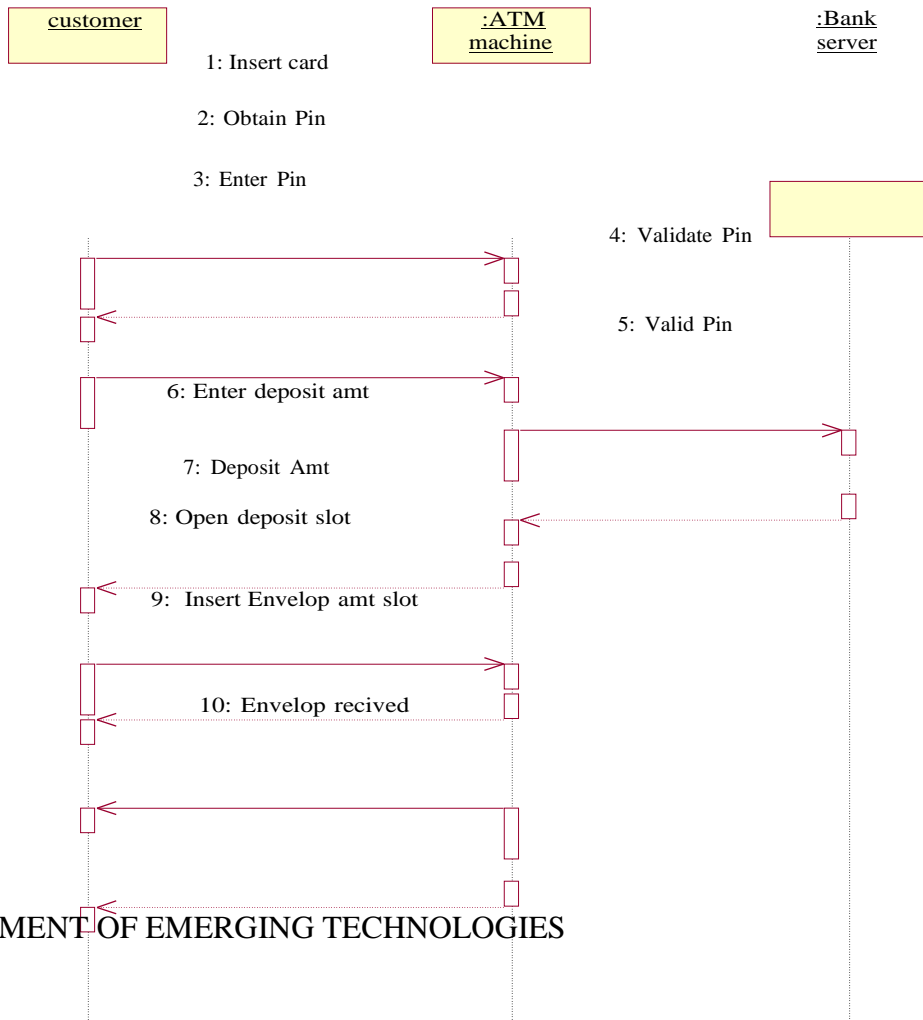 customer
:ATM
machine
:Bank
server
1: Insert card
2: Obtain Pin
3: Enter Pin
4: Validate Pin
5: Valid Pin
6: Enter deposit amt
7: Deposit Amt
8: Open deposit slot
9: Insert Envelop amt slot
10: Envelop recived
MENT OF EMERGING TECHNOLOGIES